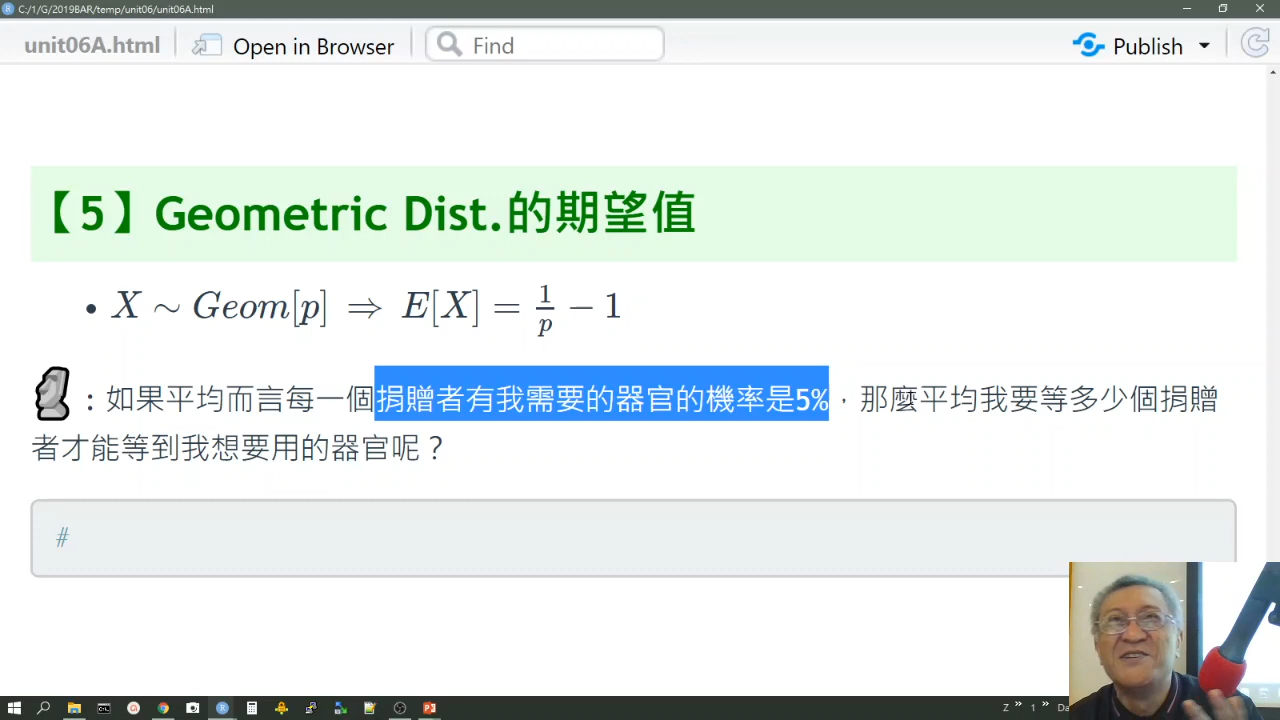 C:/1/G/2019BAR/temp/unit06/unit06A.html
unit06A.html Open in Browser Find Publish
【5】Geometric Dist.的期望值
• X ∼ Geom[p] ⇒ E[X] = 1/p − 1
：如果平均而言每一個捐贈者有我需要的器官的機率是5%，那麼平均我要等多少個捐贈
者才能等到我想要用的器官呢？
#